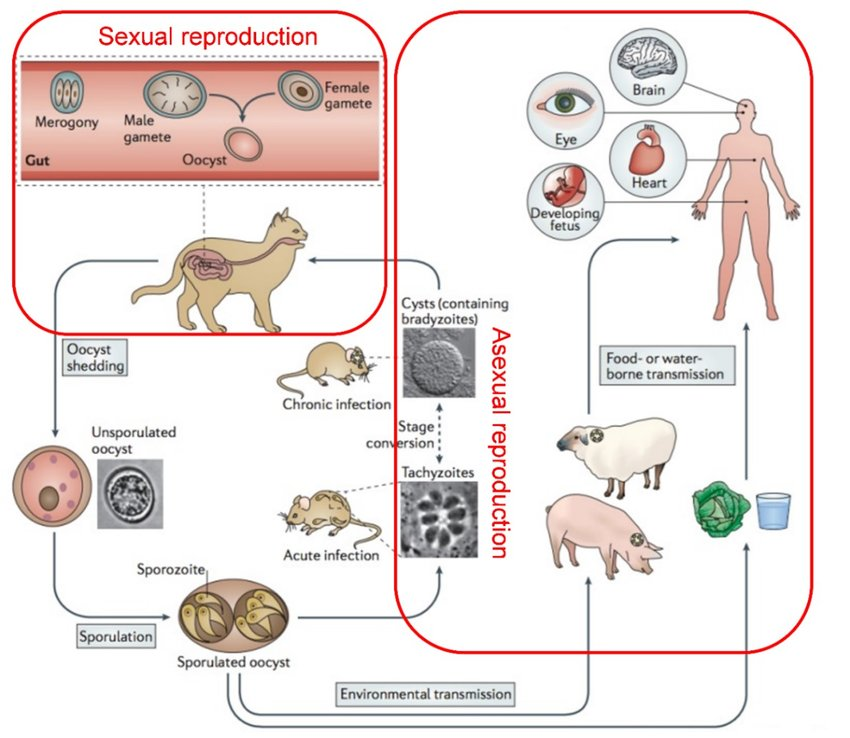 Sexual reproduction
Merogony
Male
gamete
Female
gamete
Oocyst
Gut
Brain
Eye
Heart
Developing
fetus
Oocyst
shedding
Cysts (containing
bradyzoites)
Chronic infection
Stage
conversion
Asexual reproduction
Food- or water-
borne transmission
Unsporulated
oocyst
Tachyzoites
Acute infection
Sporozoite
Sporulation
Sporulated oocyst
Environmental transmission